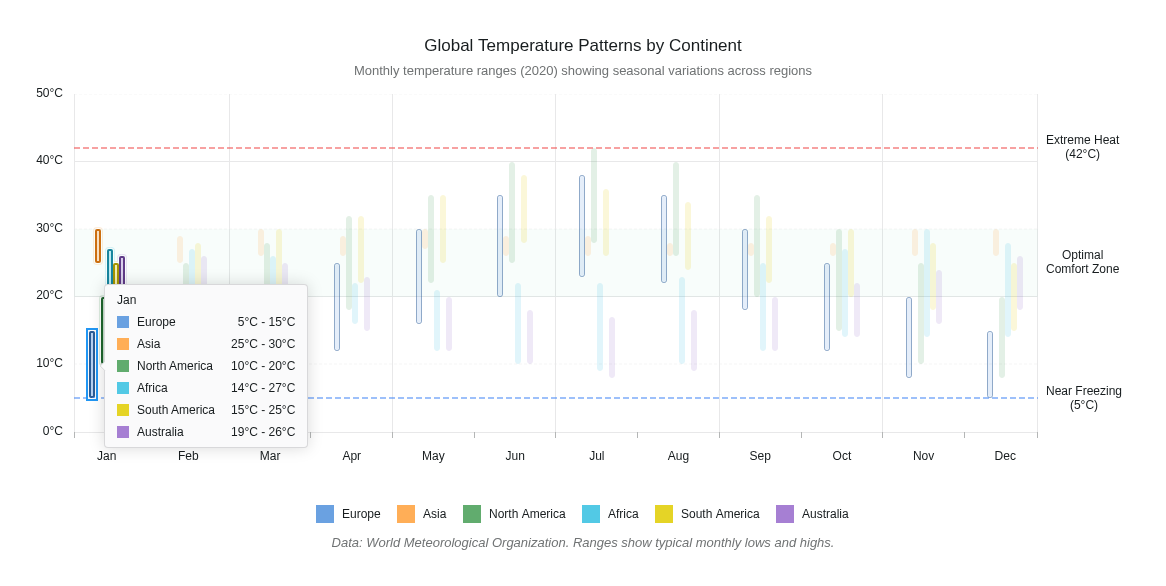 Global Temperature Patterns by Continent
Monthly temperature ranges (2020) showing seasonal variations across regions
50°C
40°C
30°C
20°C
10°C
0°C
Extreme Heat
(42°C)
Optimal
Comfort Zone
Near Freezing
(5°C)
Jan
Europe 5°C - 15°C
Asia 25°C - 30°C
North America 10°C - 20°C
Africa 14°C - 27°C
South America 15°C - 25°C
Australia 19°C - 26°C
Jan Feb Mar Apr May Jun Jul Aug Sep Oct Nov Dec
Europe Asia North America Africa South America Australia
Data: World Meteorological Organization. Ranges show typical monthly lows and highs.